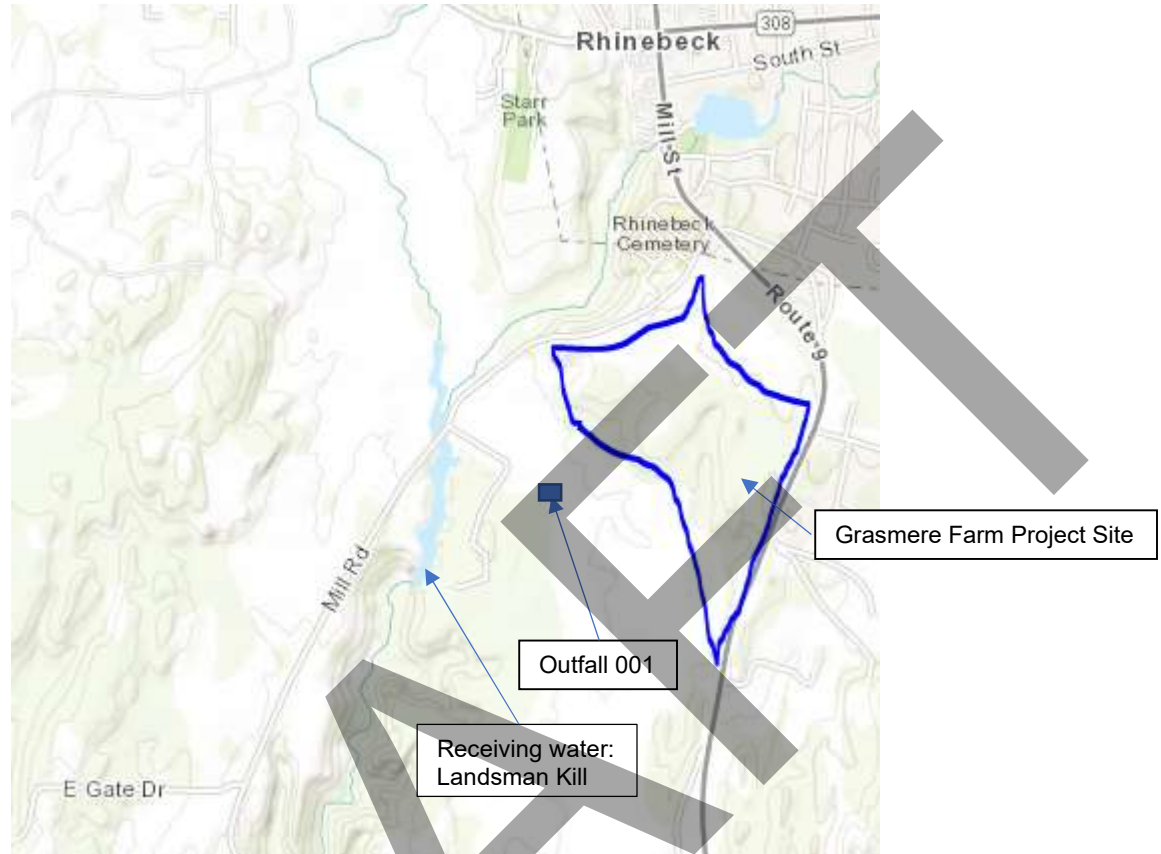 308
Rhinebeck
South St
Starr
Park
Mill St
Rhinebeck
Cemetery
Route 9
Grasmere Farm Project Site
Mill Rd
Outfall 001
Receiving water:
Landsman Kill
E Gate Dr
AFT